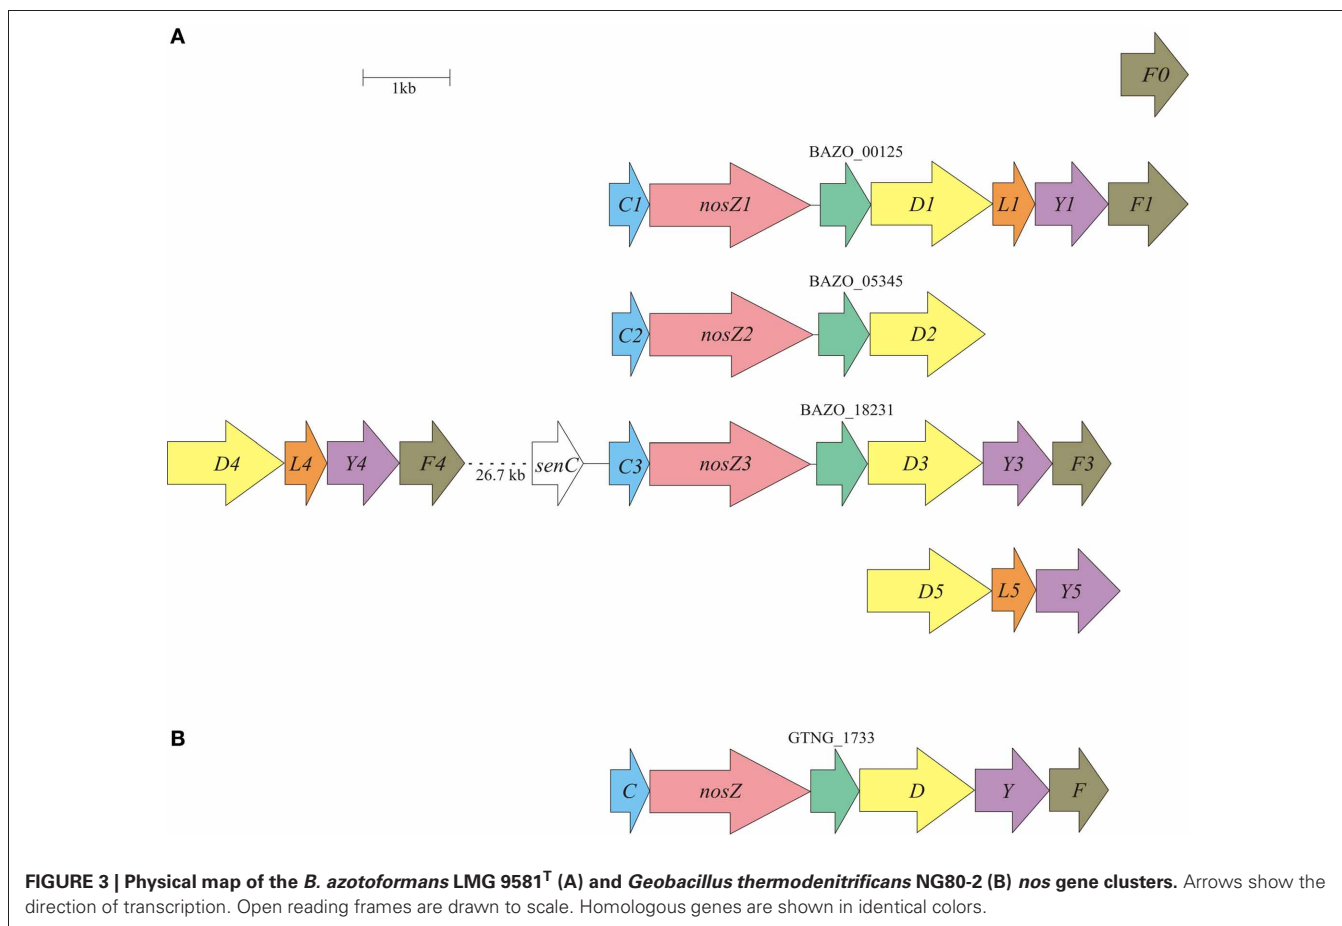 A
1kb
F0
BAZO_00125
C1 nosZ1 D1 L1 Y1 F1
BAZO_05345
C2 nosZ2 D2
BAZO_18231
D4 L4 Y4 F4 26.7 kb senC C3 nosZ3 D3 Y3 F3
D5 L5 Y5
B
GTNG_1733
C nosZ D Y F
FIGURE 3 | Physical map of the B. azotoformans LMG 9581T (A) and Geobacillus thermodenitrificans NG80-2 (B) nos gene clusters. Arrows show the
direction of transcription. Open reading frames are drawn to scale. Homologous genes are shown in identical colors.